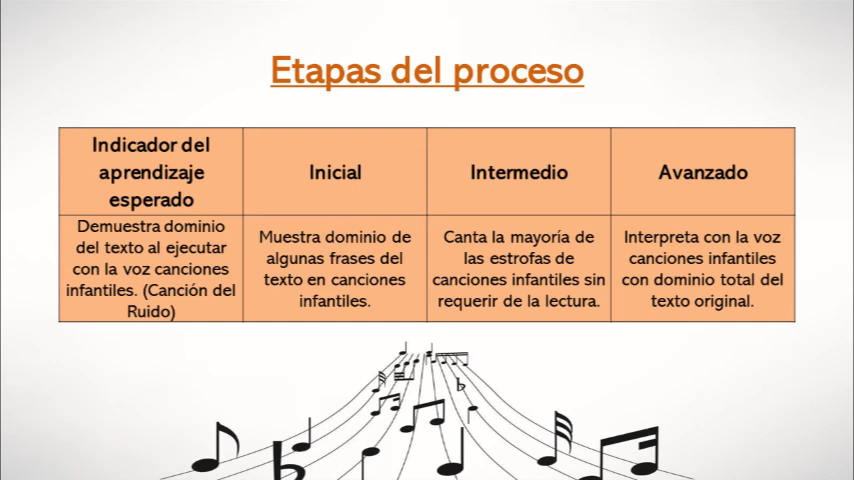 Etapas del proceso
Indicador del
aprendizaje
esperado
Inicial
Intermedio
Avanzado
Demuestra dominio
del texto al ejecutar
con la voz canciones
infantiles. (Canción del
Ruido)
Muestra dominio de
algunas frases del
texto en canciones
infantiles.
Canta la mayoría de
las estrofas de
canciones infantiles sin
requerir de la lectura.
Interpreta con la voz
canciones infantiles
con dominio total del
texto original.